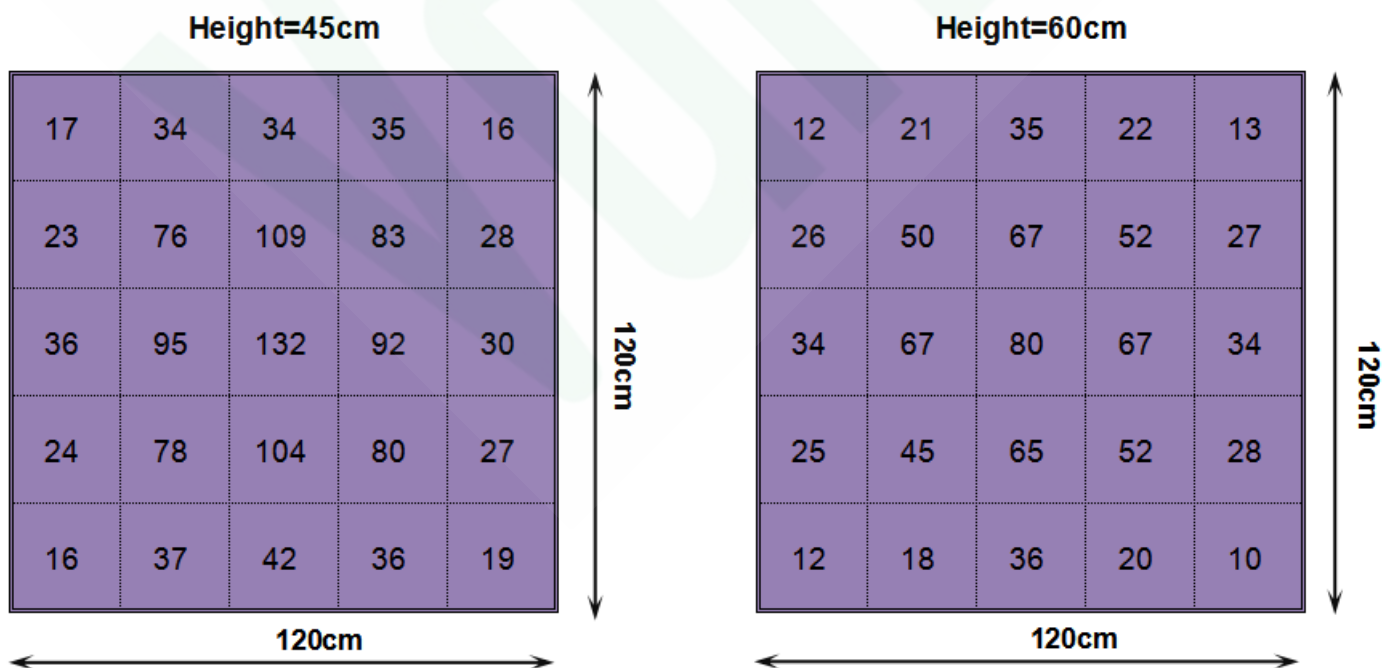 Height=45cm
17 34 34 35 16
23 76 109 83 28
36 95 132 92 30
24 78 104 80 27
16 37 42 36 19
120cm
120cm
Height=60cm
12 21 35 22 13
26 50 67 52 27
34 67 80 67 34
25 45 65 52 28
12 18 36 20 10
120cm
120cm